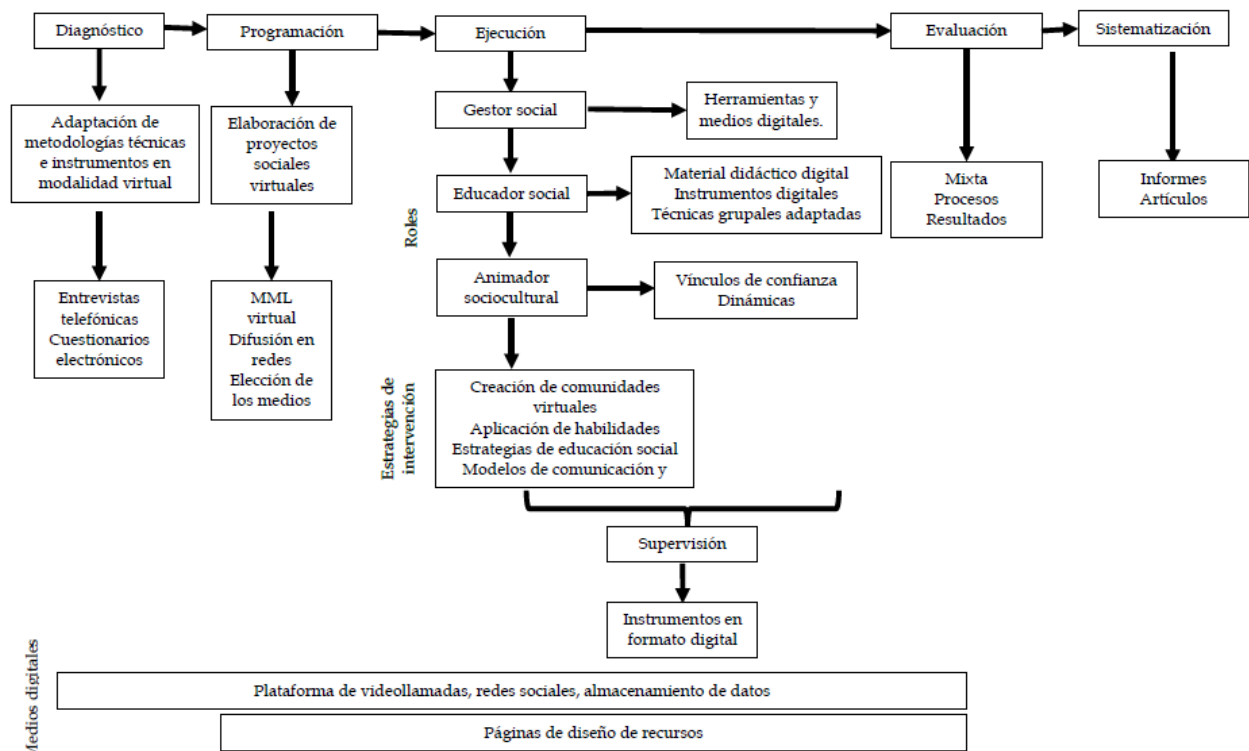 Diagnóstico
Programación
Ejecución
Evaluación
Sistematización
Adaptación de
metodologías técnicas
e instrumentos en
modalidad virtual
Elaboración de
proyectos
sociales
virtuales
Gestor social
Herramientas y
medios digitales.
Educador social
Material didáctico digital
Instrumentos digitales
Técnicas grupales adaptadas
Mixta
Procesos
Resultados
Informes
Artículos
Roles
Animador
sociocultural
Vínculos de confianza
Dinámicas
Entrevistas
telefónicas
Cuestionarios
electrónicos
MML
virtual
Difusión en
redes
Elección de
los medios
Estrategias de
intervención
Creación de comunidades
virtuales
Aplicación de habilidades
Estrategias de educación social
Modelos de comunicación y
Supervisión
Instrumentos en
formato digital
Medios digitales
Plataforma de videollamadas, redes sociales, almacenamiento de datos
Páginas de diseño de recursos